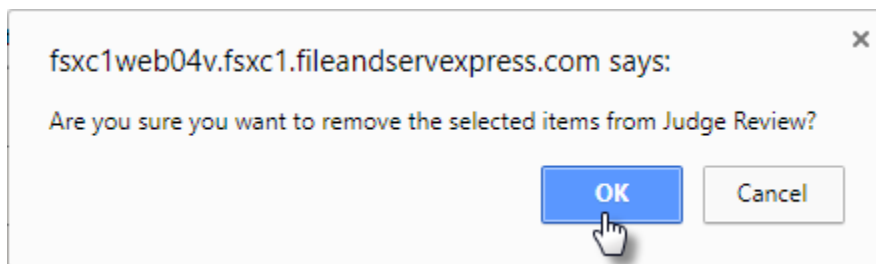 fsxc1web04v.fsxc1.fileandservexpress.com says:
Are you sure you want to remove the selected items from Judge Review?
OK
Cancel